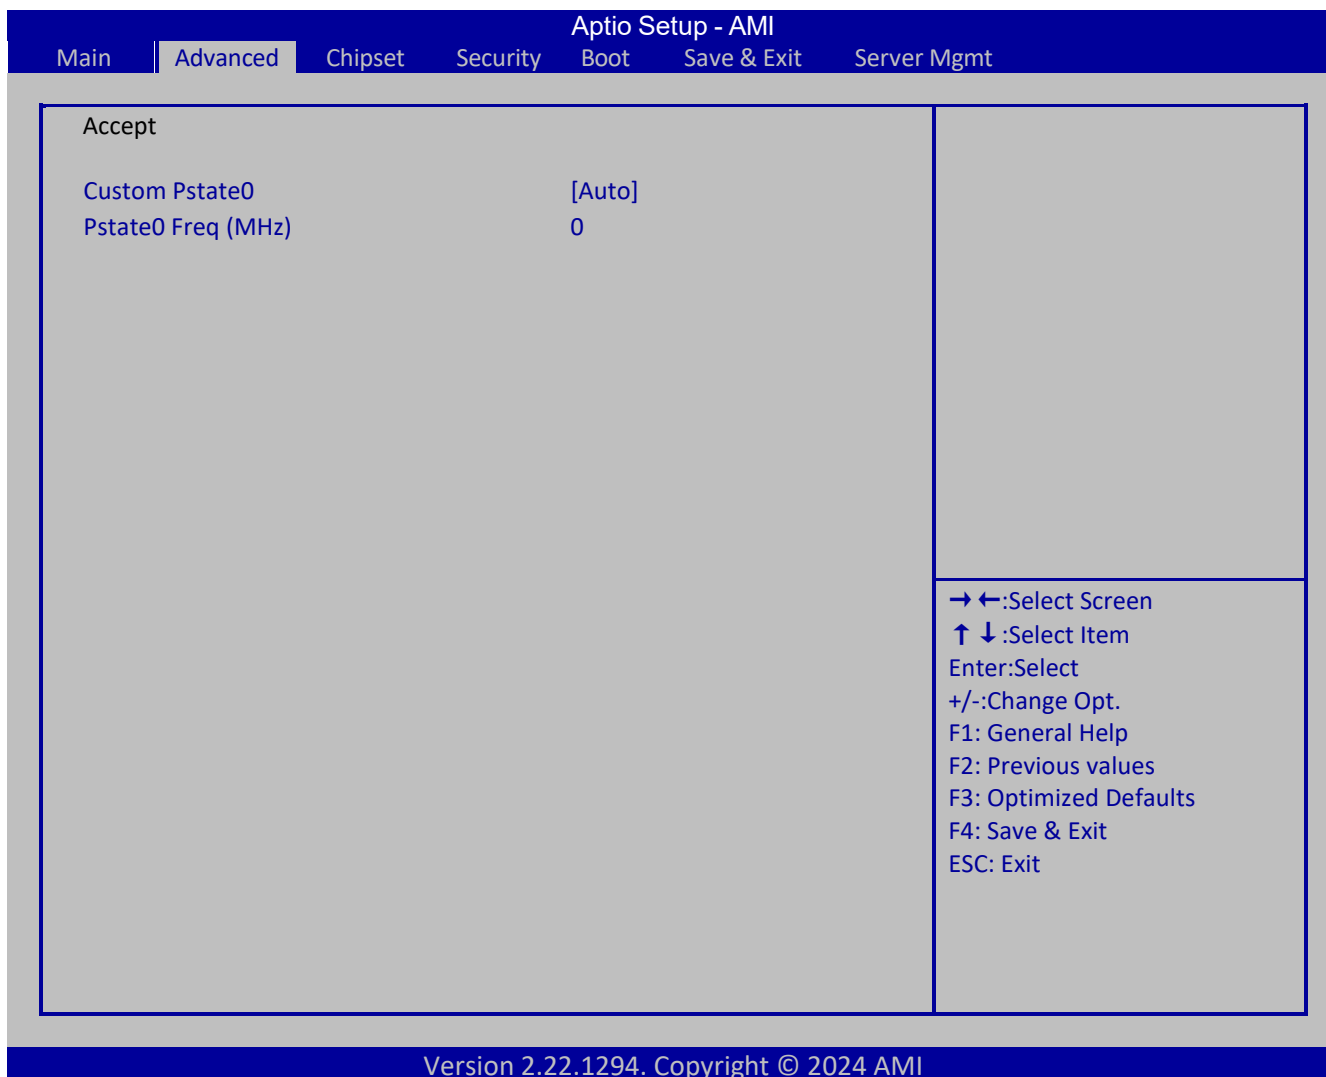 Aptio Setup - AMI
Main Advanced Chipset Security Boot Save & Exit Server Mgmt
Accept
Custom Pstate0 [Auto]
Pstate0 Freq (MHz) 0
→ ←:Select Screen
↑ ↓:Select Item
Enter:Select
+/-:Change Opt.
F1: General Help
F2: Previous values
F3: Optimized Defaults
F4: Save & Exit
ESC: Exit
Version 2.22.1294. Copyright © 2024 AMI